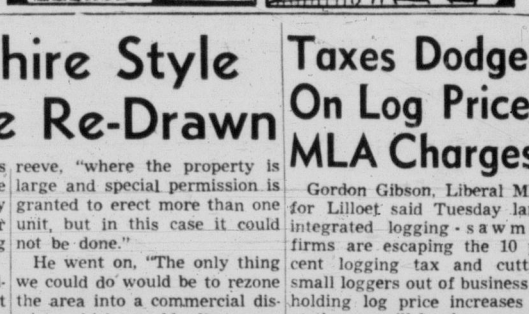 hire Style
e Re-Drawn
s reeve, "where the property is
e large and special permission is
y granted to erect more than one
r unit, but in this case it could
g not be done."
He went on, "The only thing
- we could do would be to rezone
t the area into a commercial dis-
Taxes Dodge
On Log Price
MLA Charges
Gordon Gibson, Liberal M
for Lilloet said Tuesday la
integrated logging - sawm
firms are escaping the 10
cent logging tax and cutt
small loggers out of business
holding log price increases